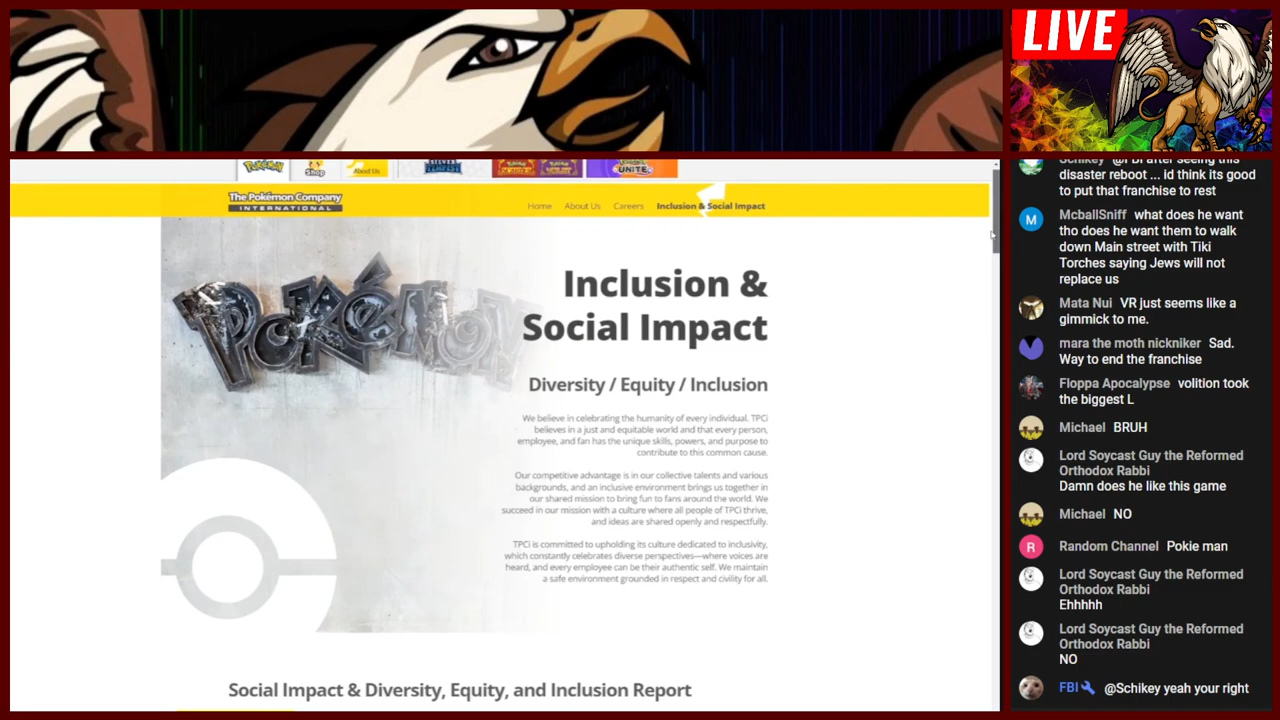 LIVE
Pokémon
Shop
About Us
SILVER
TEMPEST
UNITE
The Pokémon Company
INTERNATIONAL
Home
About Us
Careers
Inclusion & Social Impact
Pokémon
Inclusion &
Social Impact
Diversity / Equity / Inclusion
We believe in celebrating the humanity of every individual. TPCi
believes in a just and equitable world and that every person,
employee, and fan has the unique skills, powers, and purpose to
contribute to this common cause.
Our competitive advantage is in our collective talents and various
backgrounds, and an inclusive environment brings us together in
our shared mission to bring fun to fans around the world. We
succeed in our mission with a culture where all people of TPCi thrive,
and ideas are shared openly and respectfully.
TPCi is committed to upholding its culture dedicated to inclusivity,
which constantly celebrates diverse perspectives—where voices are
heard, and every employee can be their authentic self. We maintain
a safe environment grounded in respect and civility for all.
Social Impact & Diversity, Equity, and Inclusion Report
Schikey @FBI after seeing this
disaster reboot ... id think its good
to put that franchise to rest
M
McballSniff what does he want
tho does he want them to walk
down Main street with Tiki
Torches saying Jews will not
replace us
Mata Nui VR just seems like a
gimmick to me.
mara the moth nickniker Sad.
Way to end the franchise
Floppa Apocalypse volition took
the biggest L
Michael BRUH
Lord Soycast Guy the Reformed
Orthodox Rabbi
Damn does he like this game
Michael NO
R
Random Channel Pokie man
Lord Soycast Guy the Reformed
Orthodox Rabbi
Ehhhhh
Lord Soycast Guy the Reformed
Orthodox Rabbi
NO
FBI @Schikey yeah your right